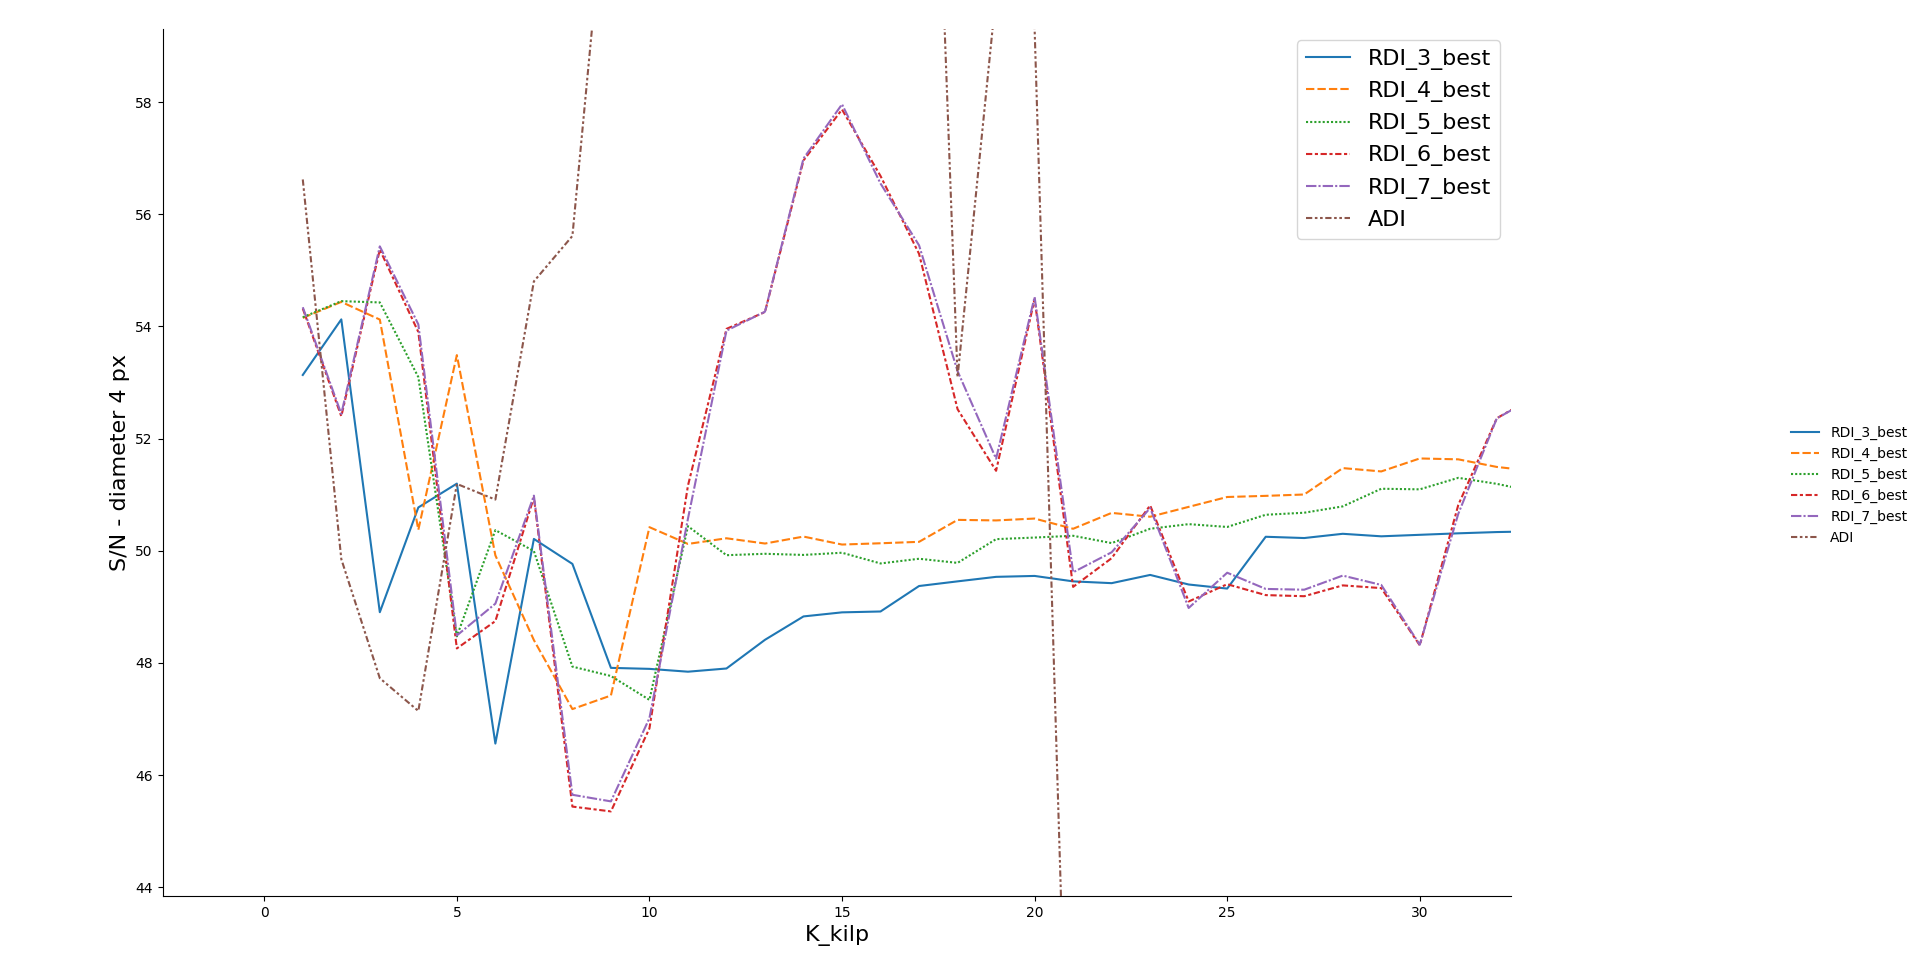 S/N - diameter 4 px
58
56
54
52
50
48
46
44
0 5 10 15 20 25 30
K_kilp
RDI_3_best
RDI_4_best
RDI_5_best
RDI_6_best
RDI_7_best
ADI
RDI_3_best
RDI_4_best
RDI_5_best
RDI_6_best
RDI_7_best
ADI